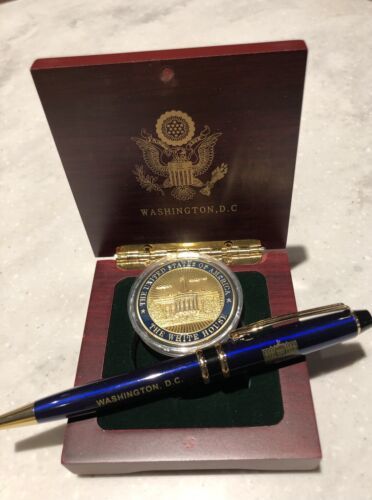 WASHINGTON, D.C
THE UNITED STATES OF AMERICA
THE WHITE HOUSE
WASHINGTON, D.C.